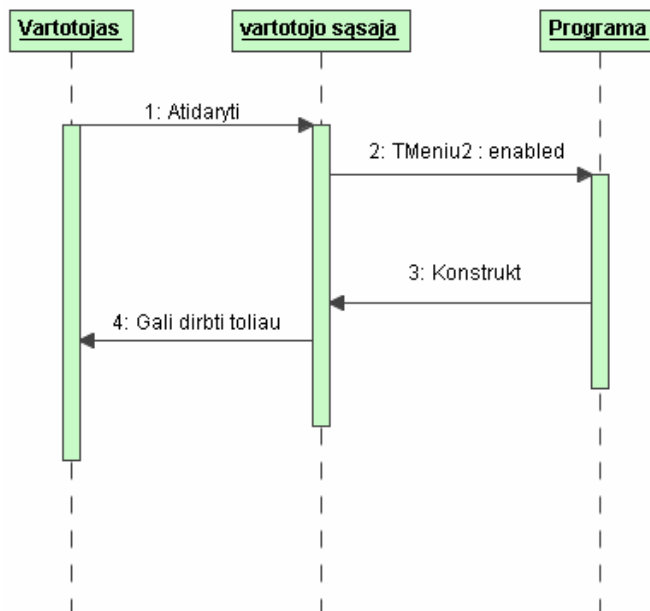 Vartotojas
vartotojo sąsaja
Programa
1: Atidaryti
2: TMeniu2 : enabled
3: Konstrukt
4: Gali dirbti toliau